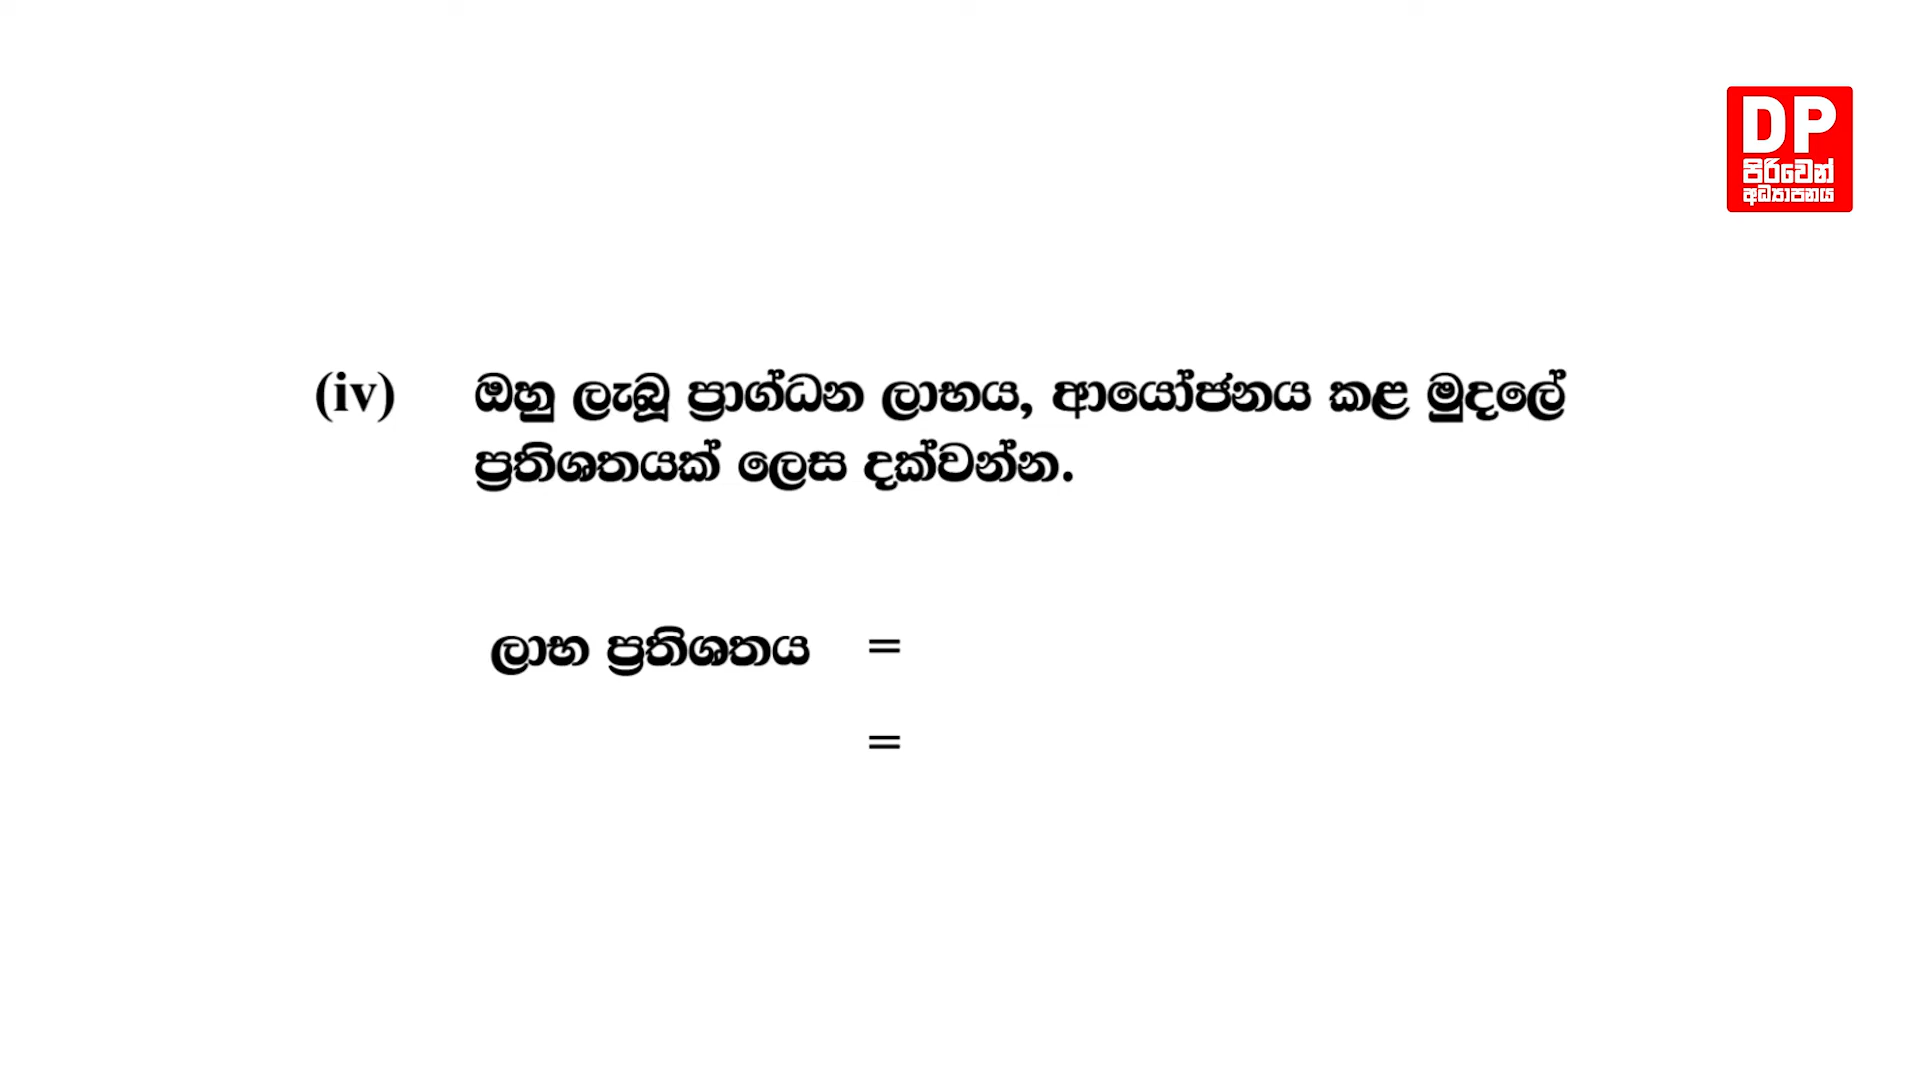 DP
පිරිවෙන්
අධ්‍යාපනය
(iv) ඔහු ලැබූ ප්‍රාග්ධන ලාභය, ආයෝජනය කළ මුදලේ
ප්‍රතිශතයක් ලෙස දක්වන්න.
ලාභ ප්‍රතිශතය =
=